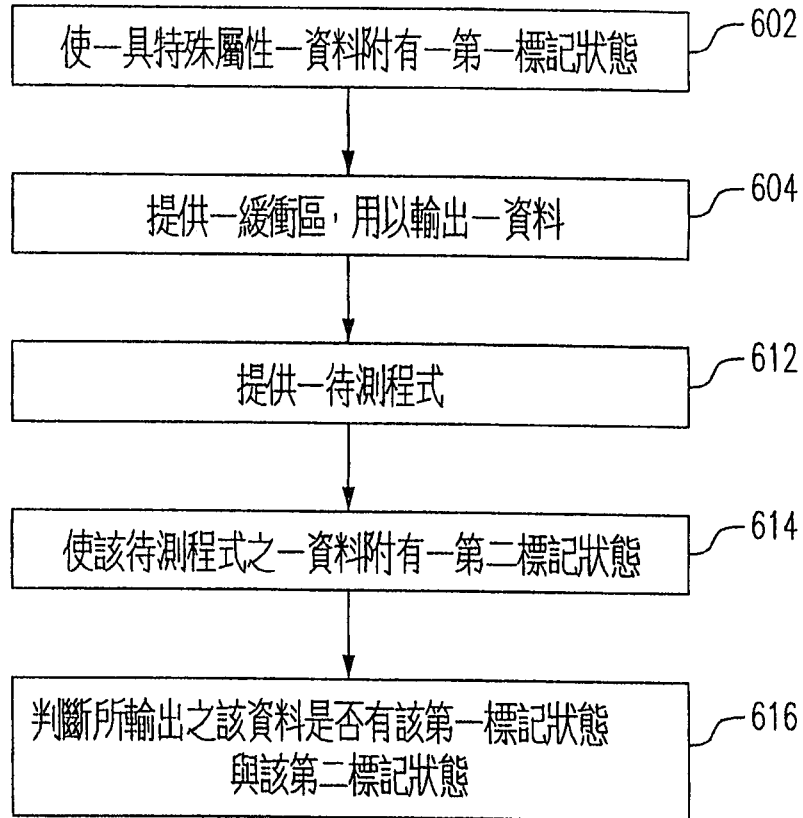 使一具特殊屬性一資料附有一第一標記狀態
602
提供一緩衝區，用以輸出一資料
604
提供一待測程式
612
使該待測程式之一資料附有一第二標記狀態
614
判斷所輸出之該資料是否有該第一標記狀態
與該第二標記狀態
616